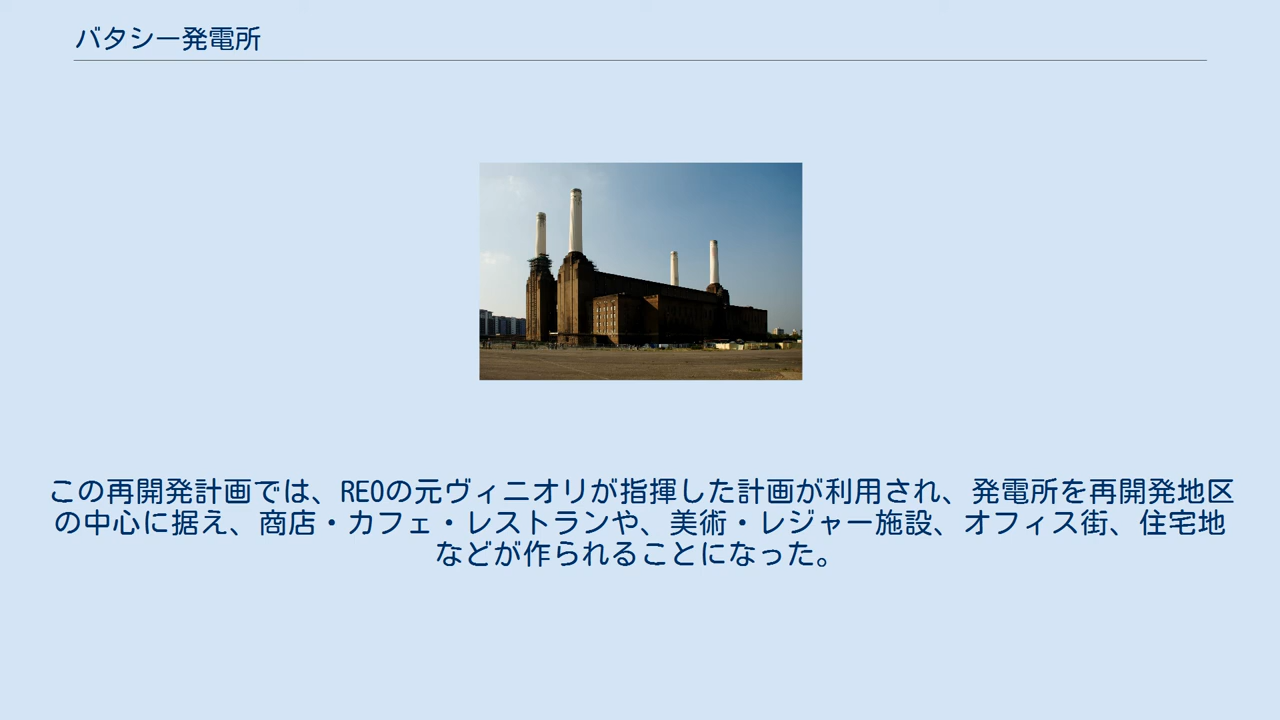 バタシー発電所
この再開発計画では、REOの元ヴィニオリが指揮した計画が利用され、発電所を再開発地区
の中心に据え、商店・カフェ・レストランや、美術・レジャー施設、オフィス街、住宅地
などが作られることになった。